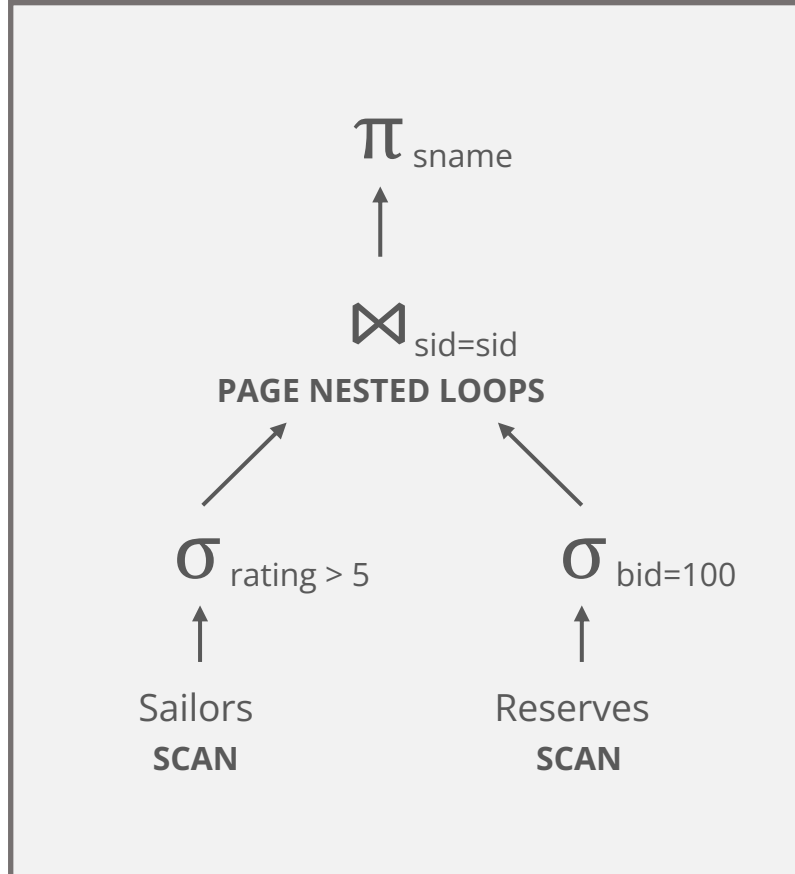 π sname
⋈ sid=sid
PAGE NESTED LOOPS
σ rating > 5 σ bid=100
Sailors Reserves
SCAN SCAN